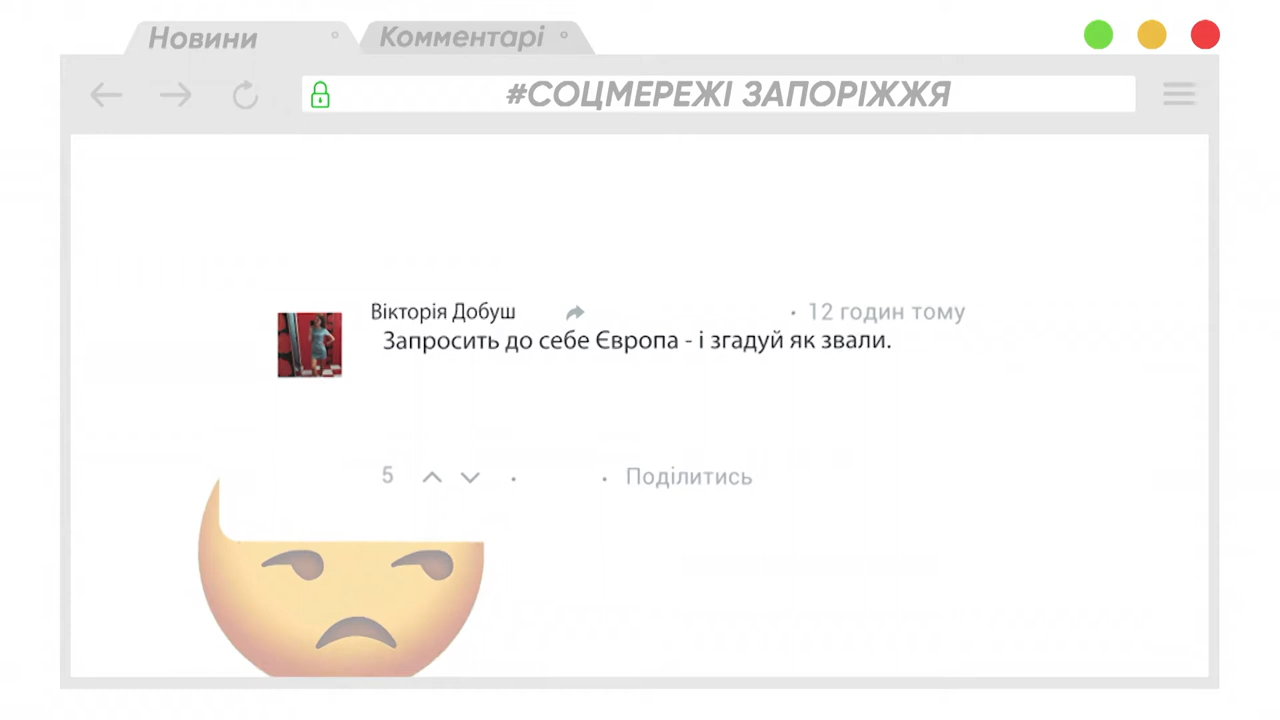 Новини
Комментарі
#СОЦМЕРЕЖІ ЗАПОРІЖЖЯ
Вікторія Добуш · 12 годин тому
Запросить до себе Європа - і згадуй як звали.
5 · · Поділитись